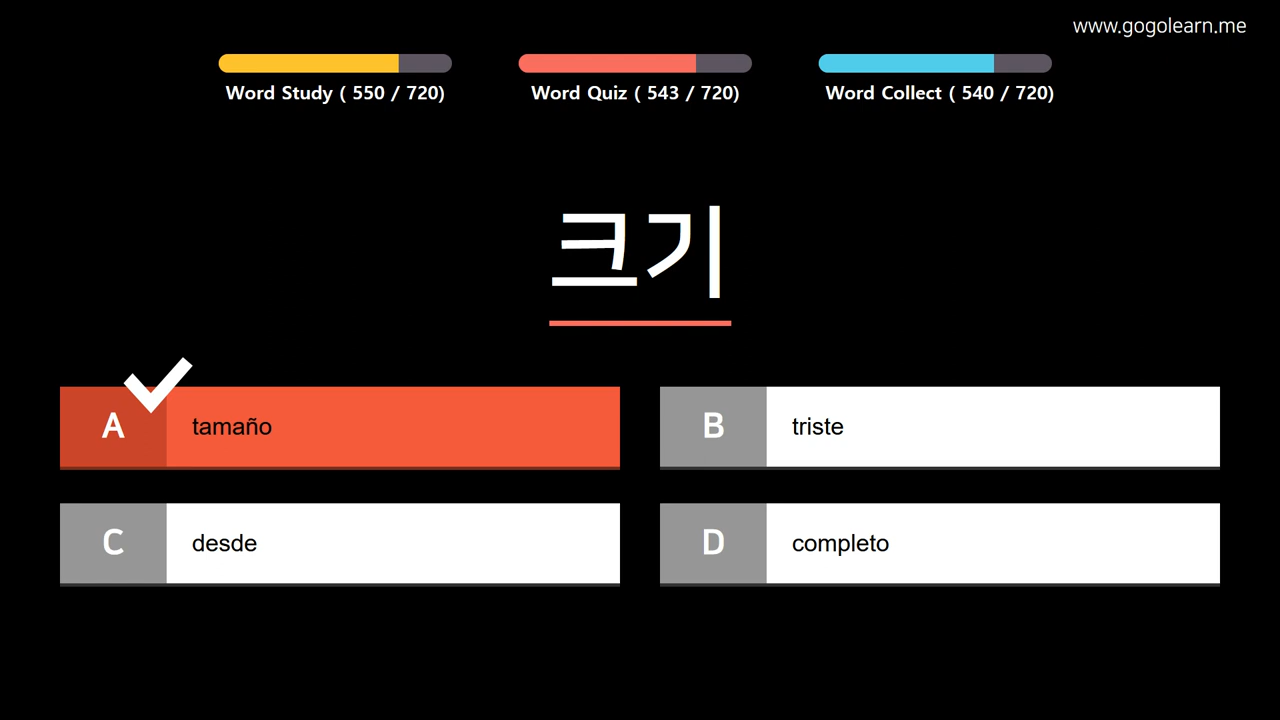 www.gogolearn.me
Word Study ( 550 / 720)
Word Quiz ( 543 / 720)
Word Collect ( 540 / 720)
크기
A tamaño
B triste
C desde
D completo